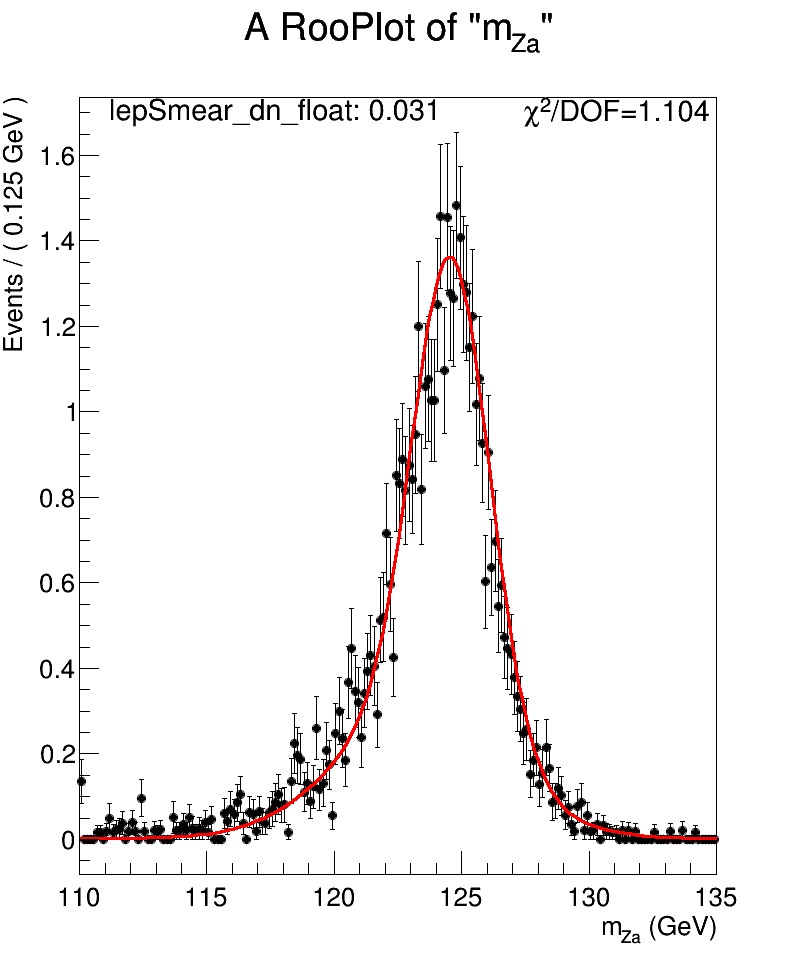 A RooPlot of "m_Za"
lepSmear_dn_float: 0.031
χ²/DOF=1.104
Events / ( 0.125 GeV )
1.6
1.4
1.2
1
0.8
0.6
0.4
0.2
0
110 115 120 125 130 135
m_Za (GeV)